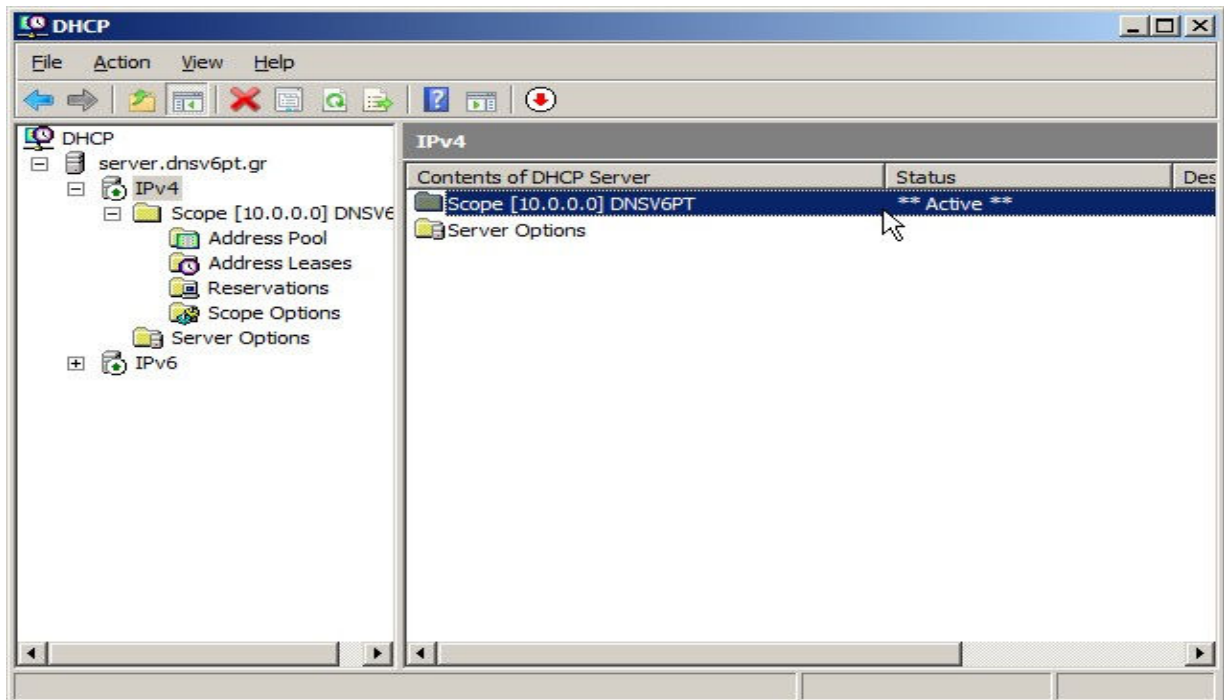 DHCP
File Action View Help
DHCP
server.dnsv6pt.gr
IPv4
Scope [10.0.0.0] DNSV6
Address Pool
Address Leases
Reservations
Scope Options
Server Options
IPv6
IPv4
Contents of DHCP Server Status Des
Scope [10.0.0.0] DNSV6PT ** Active **
Server Options